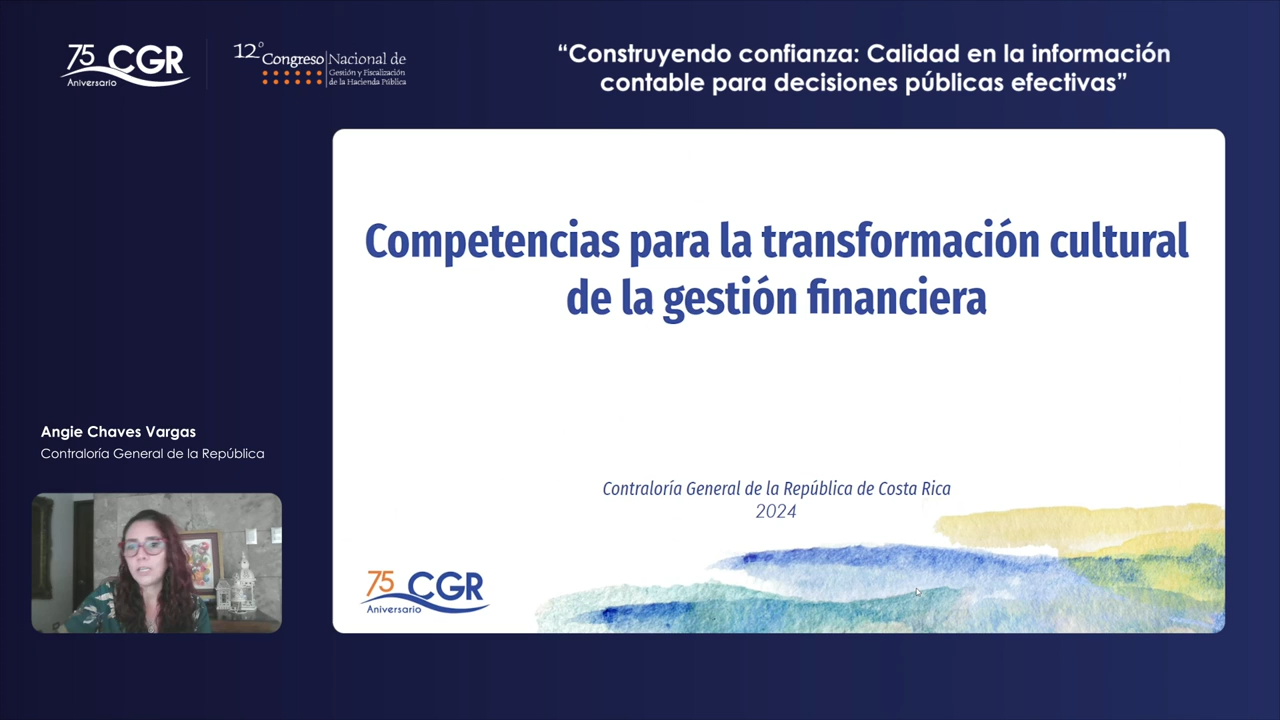 75 CGR
Aniversario
12° Congreso Nacional de
Gestión y Fiscalización
de la Hacienda Pública
“Construyendo confianza: Calidad en la información
contable para decisiones públicas efectivas”
Competencias para la transformación cultural
de la gestión financiera
Contraloría General de la República de Costa Rica
2024
75 CGR
Aniversario
Angie Chaves Vargas
Contraloría General de la República